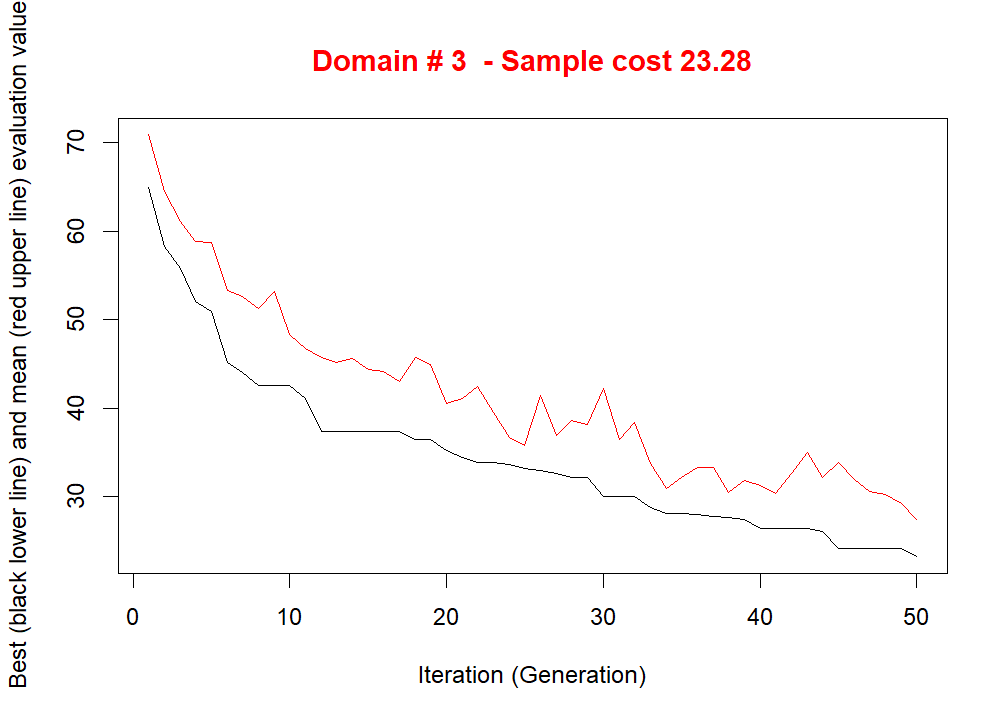 Domain # 3  - Sample cost 23.28
Best (black lower line) and mean (red upper line) evaluation value
70
60
50
40
30
0 10 20 30 40 50
Iteration (Generation)